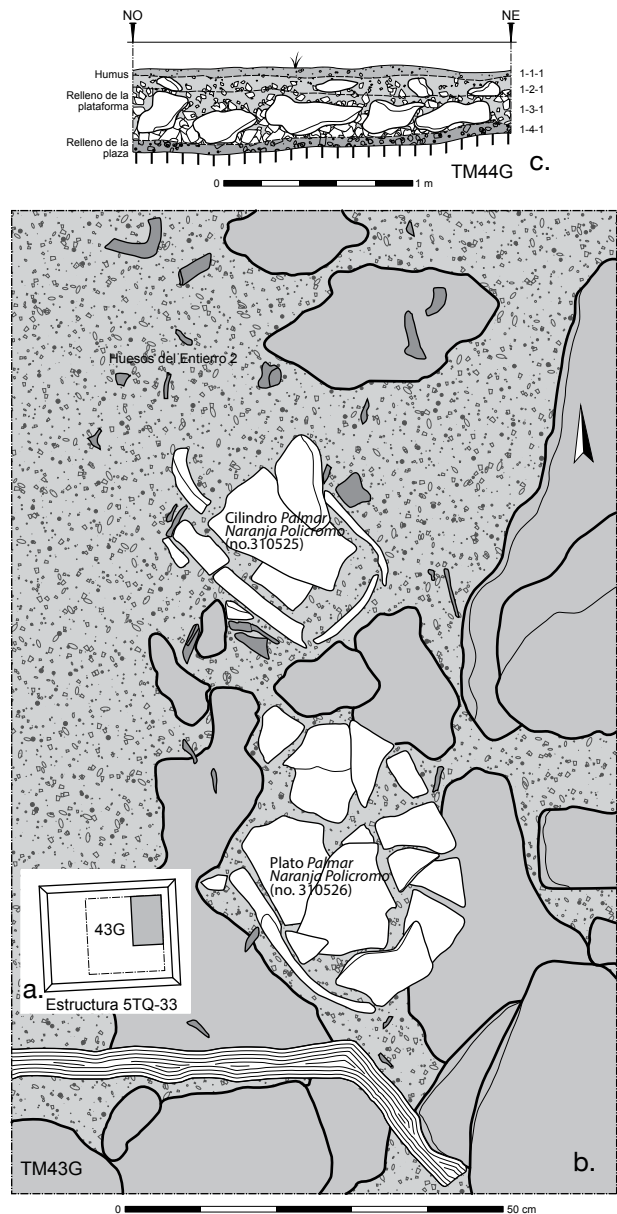 NO
NE
Humus
1-1-1
1-2-1
Relleno de la
plataforma
1-3-1
1-4-1
Relleno de la
plaza
TM44G
c.
0
1 m
Huesos del Entierro 2
Cilindro Palmar
Naranja Policromo
(no.310525)
Plato Palmar
Naranja Policromo
(no. 310526)
43G
a.
Estructura 5TQ-33
TM43G
b.
0
50 cm